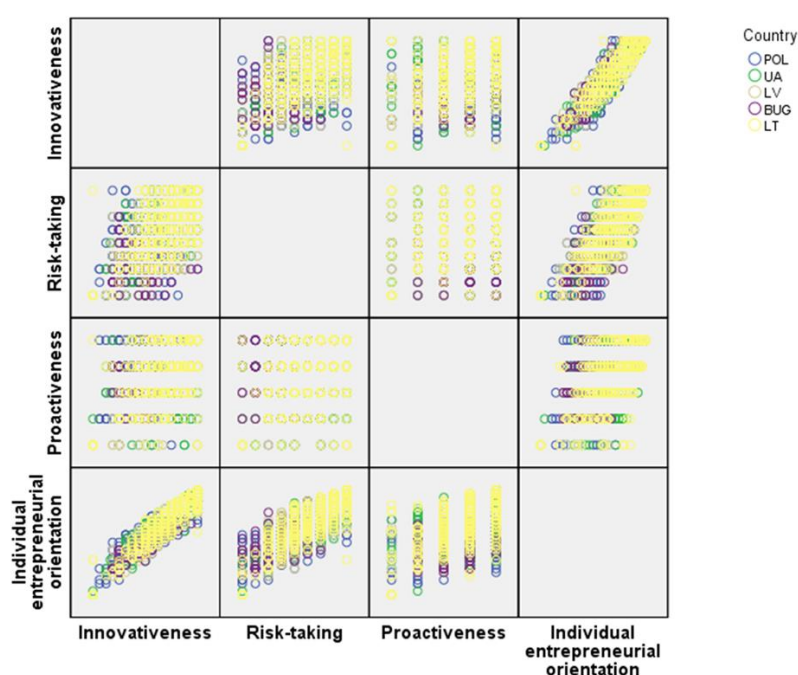 Country
POL
UA
LV
BUG
LT
Innovativeness
Risk-taking
Proactiveness
Individual
entrepreneurial
orientation
Innovativeness
Risk-taking
Proactiveness
Individual
entrepreneurial
orientation